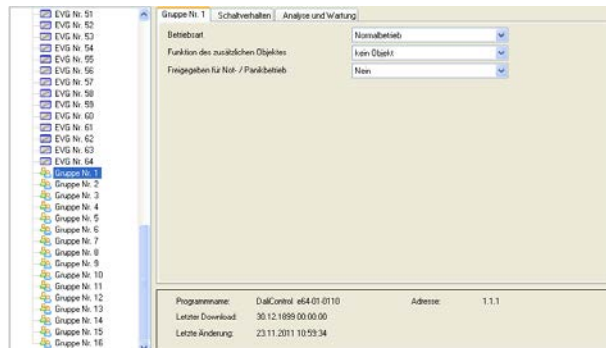 EVG Nr. 51
EVG Nr. 52
EVG Nr. 53
EVG Nr. 54
EVG Nr. 55
EVG Nr. 56
EVG Nr. 57
EVG Nr. 58
EVG Nr. 59
EVG Nr. 60
EVG Nr. 61
EVG Nr. 62
EVG Nr. 63
EVG Nr. 64
Gruppe Nr. 1
Gruppe Nr. 2
Gruppe Nr. 3
Gruppe Nr. 4
Gruppe Nr. 5
Gruppe Nr. 6
Gruppe Nr. 7
Gruppe Nr. 8
Gruppe Nr. 9
Gruppe Nr. 10
Gruppe Nr. 11
Gruppe Nr. 12
Gruppe Nr. 13
Gruppe Nr. 14
Gruppe Nr. 15
Gruppe Nr. 16
Gruppe Nr. 1 Schaltverhalten Analyse und Wartung
Betriebsart Normalbetrieb
Funktion des zusätzlichen Objektes kein Objekt
Freigegeben für Not- / Panikbetrieb Nein
Programmname: DaliControl e64-01-0110 Adresse: 1.1.1
Letzter Download: 30.12.1899 00:00:00
Letzte Änderung: 23.11.2011 10:59:34